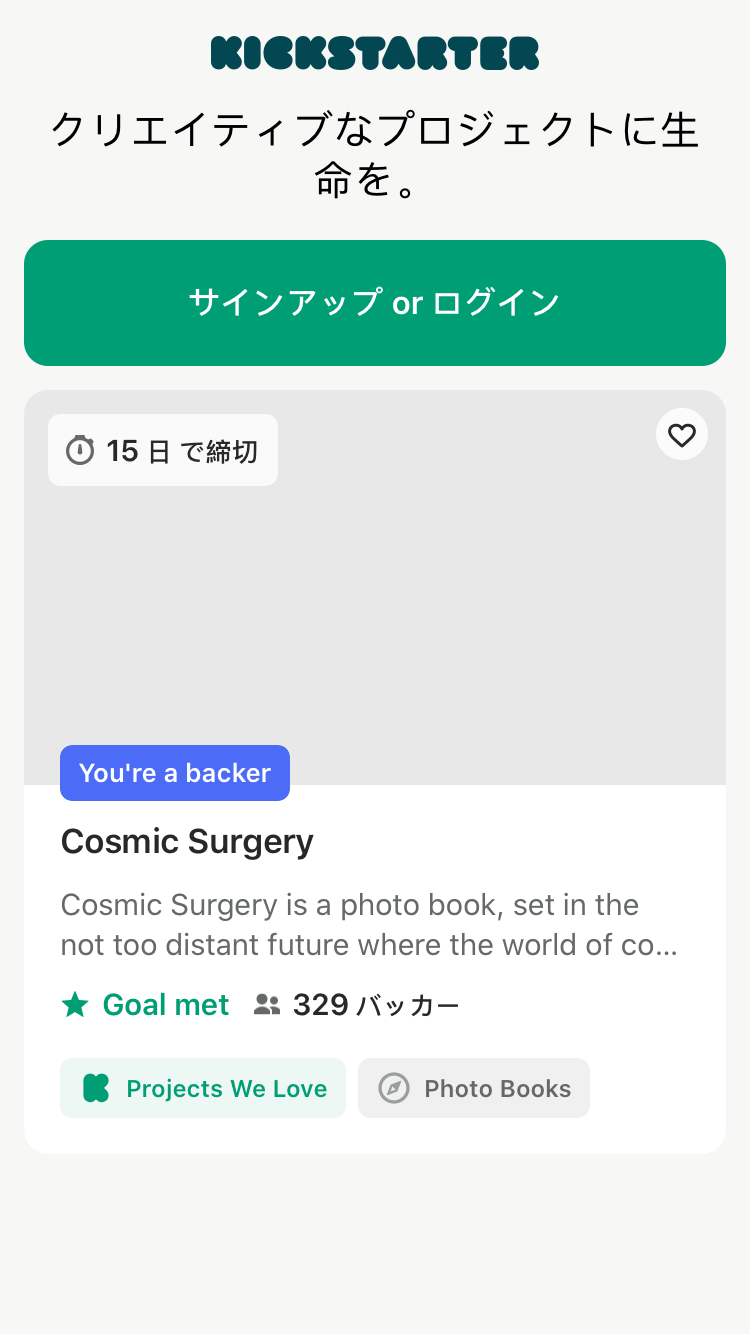 KICKSTARTER
クリエイティブなプロジェクトに生
命を。
サインアップ or ログイン
15 日 で締切
You're a backer
Cosmic Surgery
Cosmic Surgery is a photo book, set in the
not too distant future where the world of co...
Goal met 329 バッカー
Projects We Love Photo Books